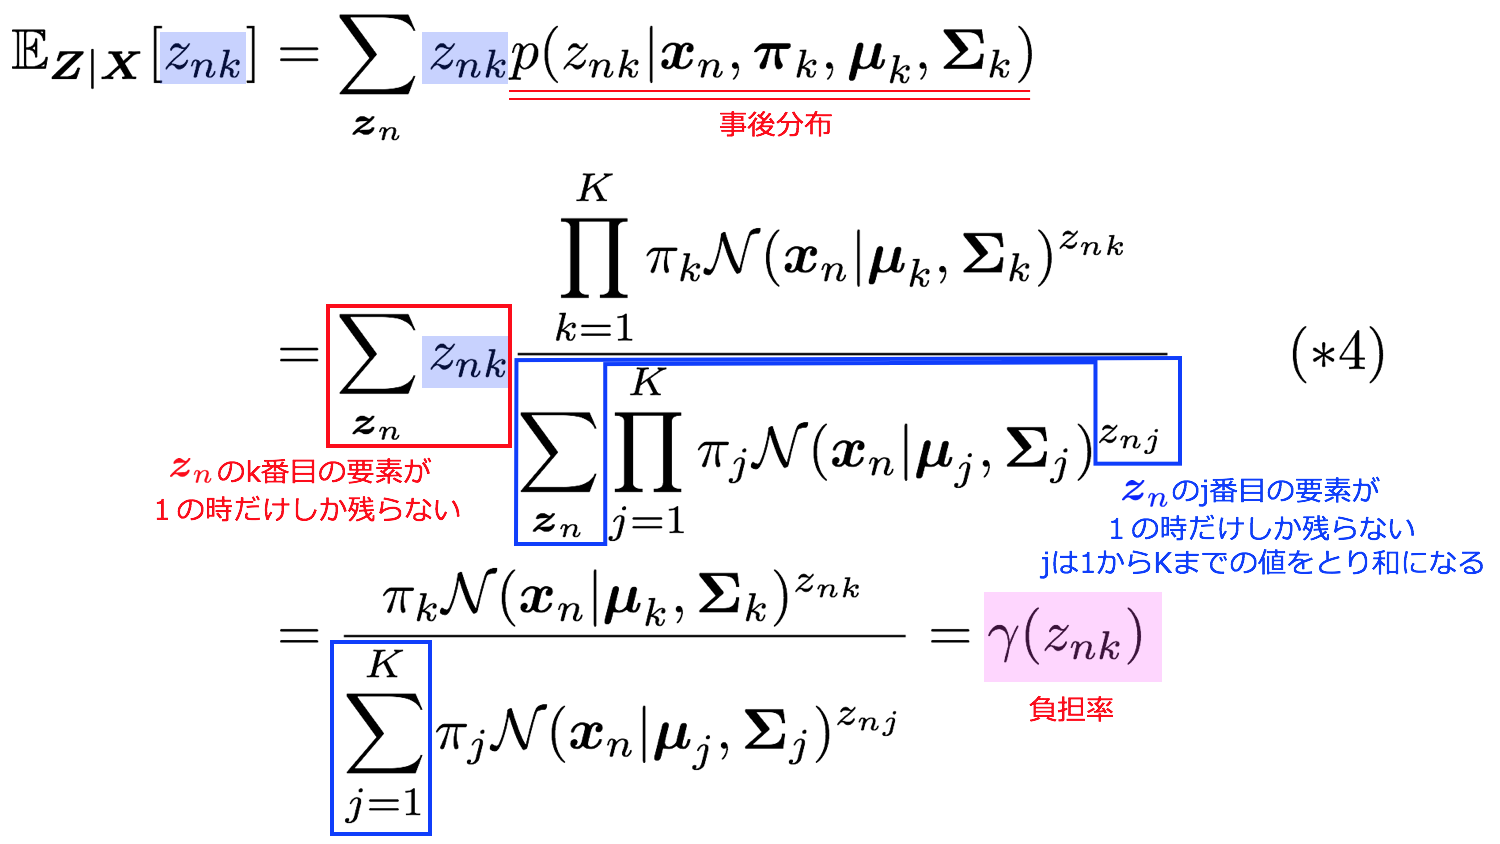 𝔼_{Z|X}[z_{nk}] = ∑_{z_n} z_{nk} p(z_{nk}|x_n, π_k, μ_k, Σ_k)
事後分布
= ∑_{z_n} z_{nk} \frac{∏_{k=1}^{K} π_k 𝒩(x_n|μ_k, Σ_k)^{z_{nk}}}{∑_{z_n} ∏_{j=1}^{K} π_j 𝒩(x_n|μ_j, Σ_j)^{z_{nj}}} (*4)
z_nのk番目の要素が
１の時だけしか残らない
z_nのj番目の要素が
１の時だけしか残らない
jは1からKまでの値をとり和になる
= \frac{π_k 𝒩(x_n|μ_k, Σ_k)^{z_{nk}}}{∑_{j=1}^{K} π_j 𝒩(x_n|μ_j, Σ_j)^{z_{nj}}} = γ(z_{nk})
負担率